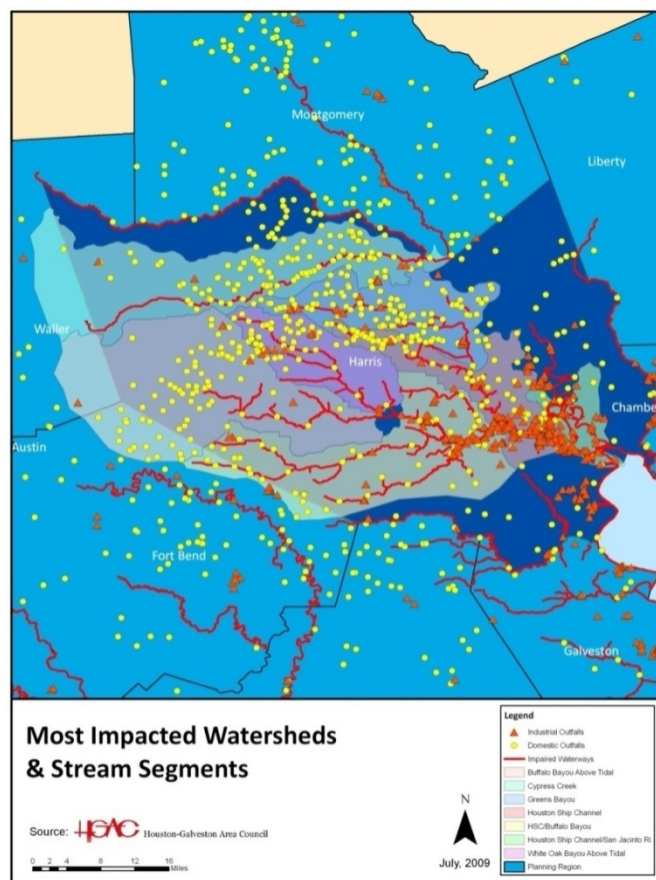 Montgomery
Liberty
Waller
Harris
Chambe
Austin
Fort Bend
Galveston
Most Impacted Watersheds
& Stream Segments
Source: HGAC Houston-Galveston Area Council
0 2 4 8 12 16
Miles
N
July, 2009
Legend
Industrial Outfalls
Domestic Outfalls
Impaired Waterways
Buffalo Bayou Above Tidal
Cypress Creek
Greens Bayou
Houston Ship Channel
HSC/Buffalo Bayou
Houston Ship Channel/San Jacinto Ri
White Oak Bayou Above Tidal
Planning Region